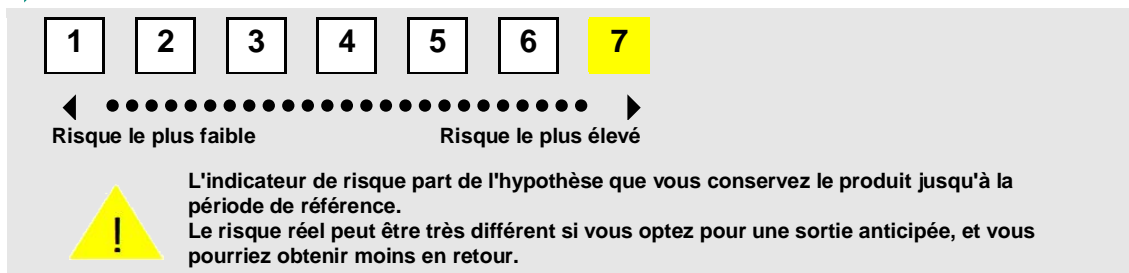 1 2 3 4 5 6 7
Risque le plus faible Risque le plus élevé
L'indicateur de risque part de l'hypothèse que vous conservez le produit jusqu'à la
période de référence.
Le risque réel peut être très différent si vous optez pour une sortie anticipée, et vous
pourriez obtenir moins en retour.
!